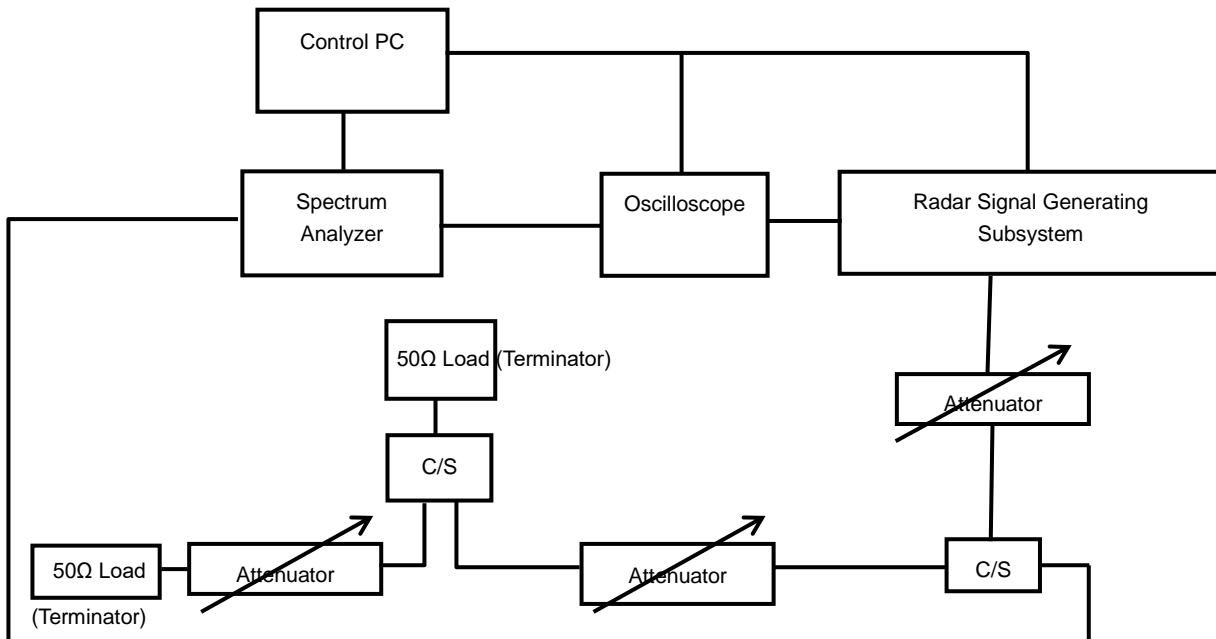 Control PC
Spectrum
Analyzer
Oscilloscope
Radar Signal Generating
Subsystem
50Ω Load (Terminator)
Attenuator
C/S
50Ω Load
(Terminator)
Attenuator
Attenuator
C/S